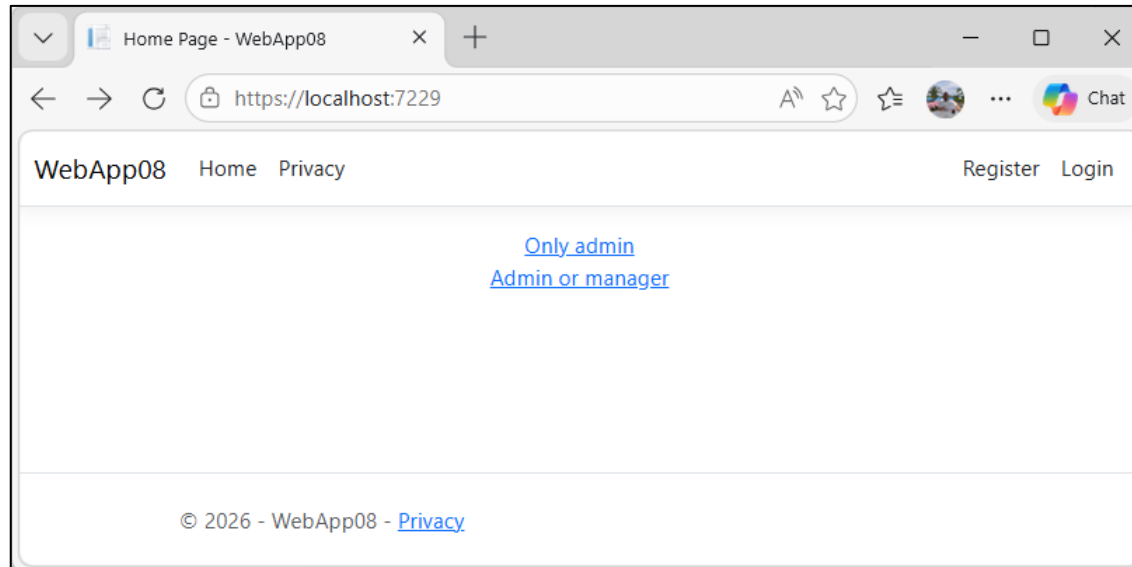 Home Page - WebApp08
https://localhost:7229
Chat
WebApp08 Home Privacy Register Login
Only admin
Admin or manager
© 2026 - WebApp08 - Privacy